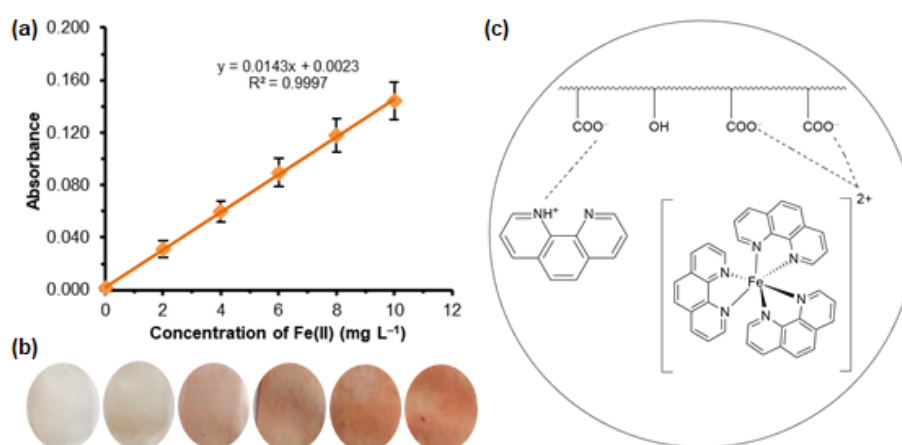 (a)
0.200
0.160
0.120
0.080
0.040
0.000
Absorbance
y = 0.0143x + 0.0023
R² = 0.9997
0 2 4 6 8 10 12
Concentration of Fe(II) (mg L⁻¹)
(b)
(c)
COO⁻ OH COO⁻ COO⁻
NH⁺ N
2+
N
N
N
Fe
N
N
N